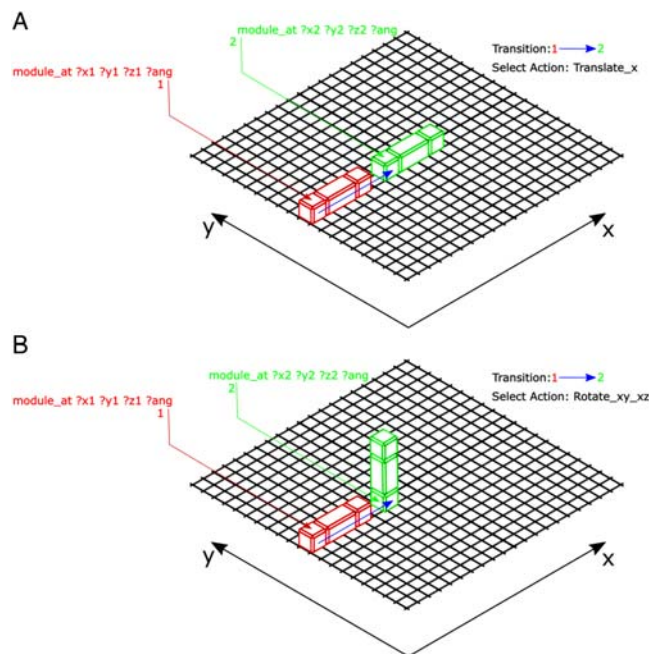 A
module_at ?x2 ?y2 ?z2 ?ang
2
Transition:1 2
Select Action: Translate_x
module_at ?x1 ?y1 ?z1 ?ang
1
y
x
B
module_at ?x2 ?y2 ?z2 ?ang
2
Transition:1 2
Select Action: Rotate_xy_xz
module_at ?x1 ?y1 ?z1 ?ang
1
y
x